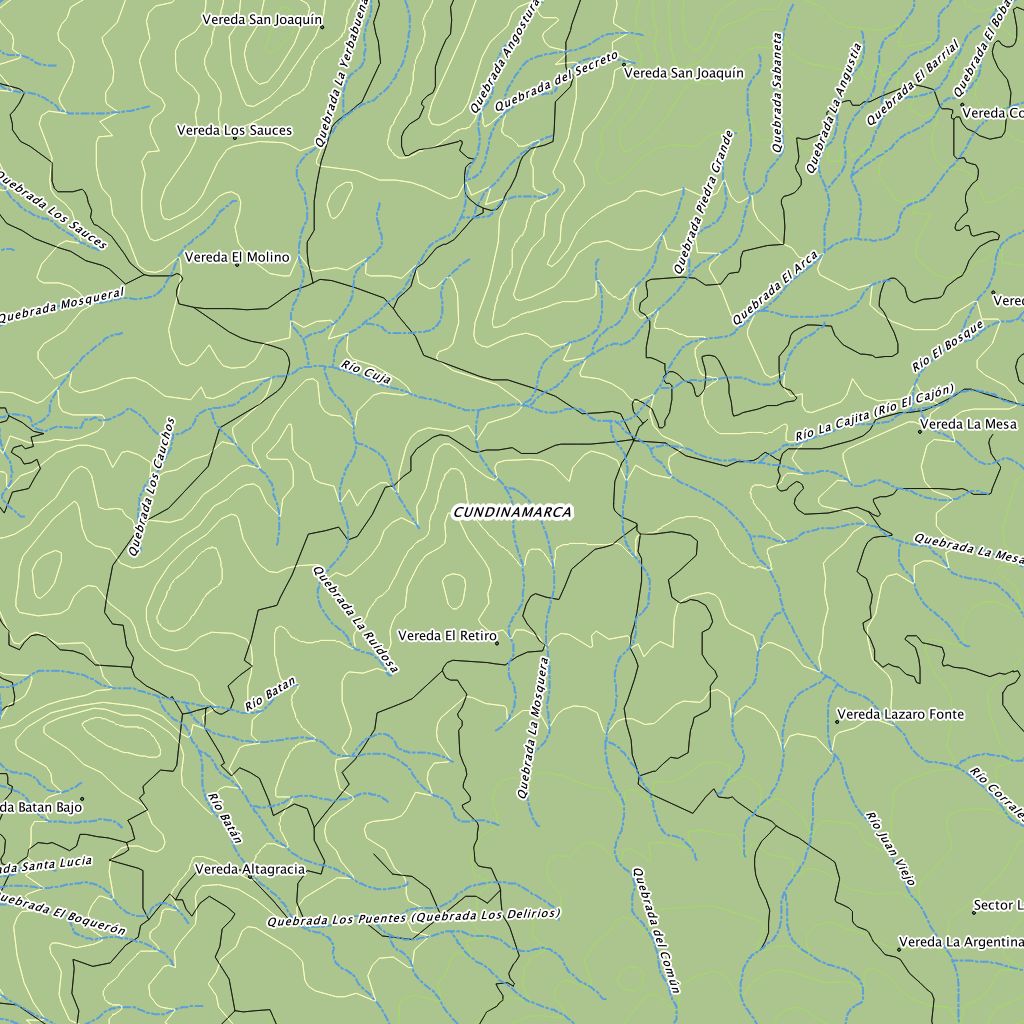 Vereda San Joaquín
Quebrada La Yerbabuena
Quebrada Angostura
Quebrada del Secreto
Vereda San Joaquín
Quebrada Sabaneta
Quebrada La Angustia
Quebrada El Barrial
Quebrada El Boba
Vereda Co
Vereda Los Sauces
Quebrada Los Sauces
Quebrada Piedra Grande
Vereda El Molino
Quebrada El Arca
Quebrada Mosqueral
Vered
Río El Bosque
Río Cuja
Río La Cajita (Río El Cajón)
Vereda La Mesa
Quebrada Los Cauchos
CUNDINAMARCA
Quebrada La Mesa
Quebrada La Ruidosa
Vereda El Retiro
Río Batan
Quebrada La Mosquera
Vereda Lazaro Fonte
Río Corrales
da Batan Bajo
Río Batán
Río Juan Viejo
ada Santa Lucia
Vereda Altagracia
uebrada El Boquerón
Quebrada Los Puentes (Quebrada Los Delirios)
Quebrada del Común
Sector L
Vereda La Argentina